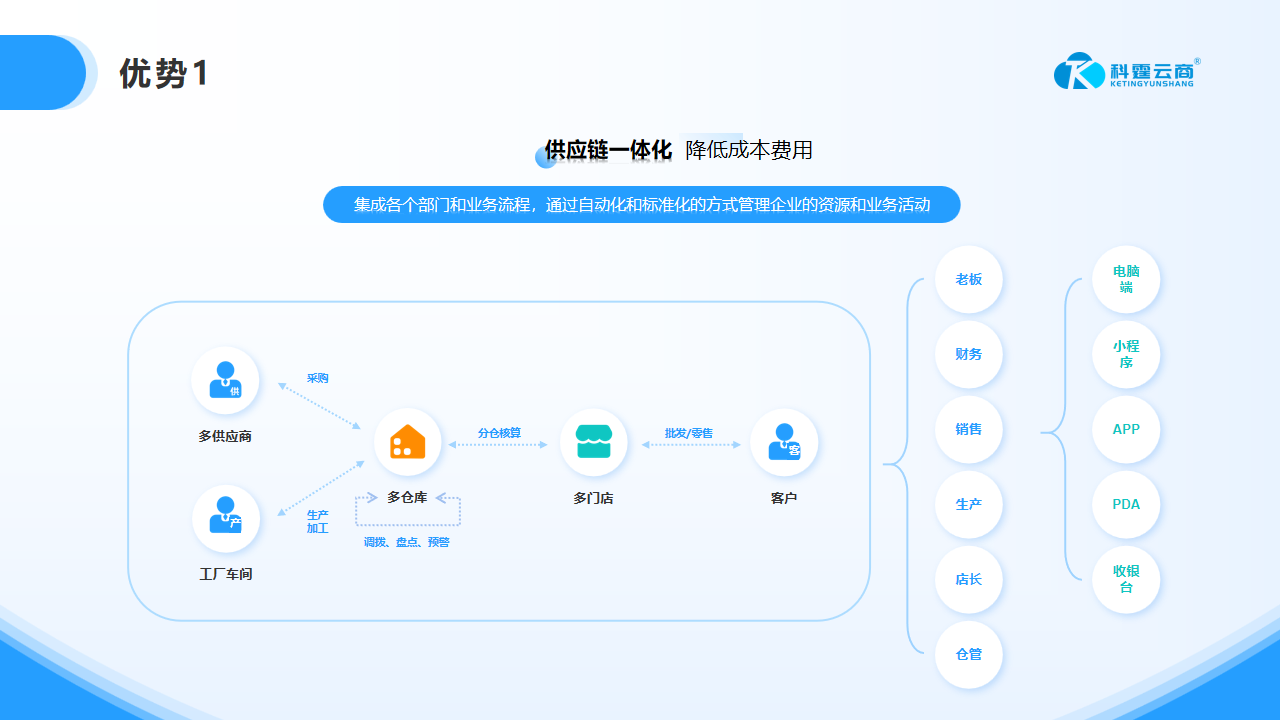 优势1
科霆云商®
KETINGYUNSHANG
供应链一体化 降低成本费用
集成各个部门和业务流程，通过自动化和标准化的方式管理企业的资源和业务活动
供
多供应商
采购
产
工厂车间
生产
加工
多仓库
调拨、盘点、预警
分仓核算
多门店
批发/零售
客
客户
老板
财务
销售
生产
店长
仓管
电脑
端
小程
序
APP
PDA
收银
台